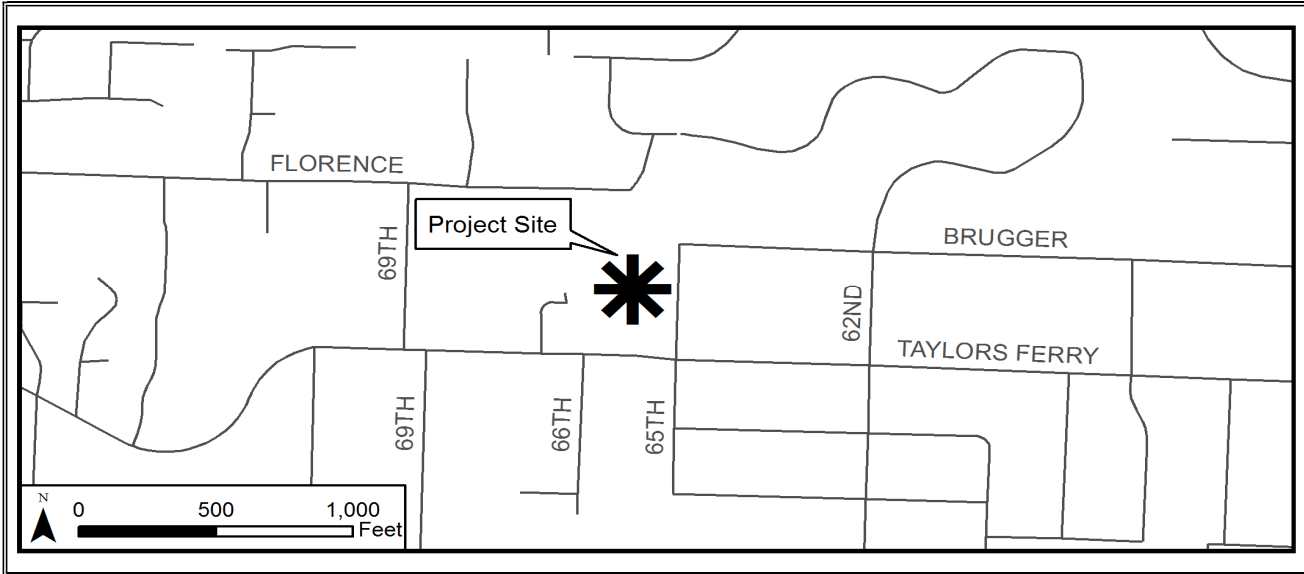 FLORENCE
Project Site
69TH
BRUGGER
62ND
TAYLORS FERRY
69TH
66TH
65TH
N
0 500 1,000
Feet